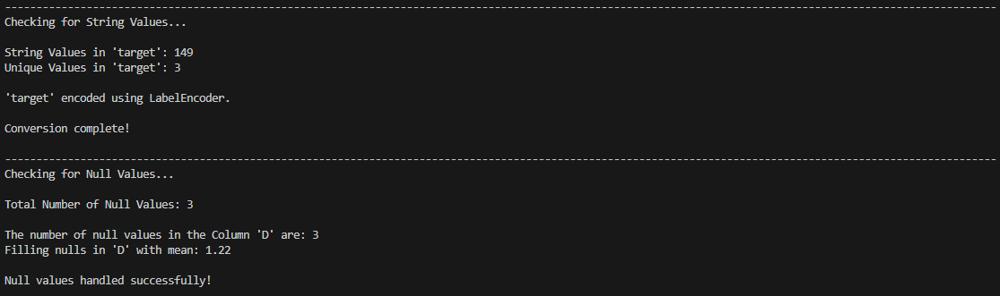 --------------------------------------------------------------------------------------------------------------------------------------------------------------
Checking for String Values...
String Values in 'target': 149
Unique Values in 'target': 3
'target' encoded using LabelEncoder.
Conversion complete!
--------------------------------------------------------------------------------------------------------------------------------------------------------------
Checking for Null Values...
Total Number of Null Values: 3
The number of null values in the Column 'D' are: 3
Filling nulls in 'D' with mean: 1.22
Null values handled successfully!